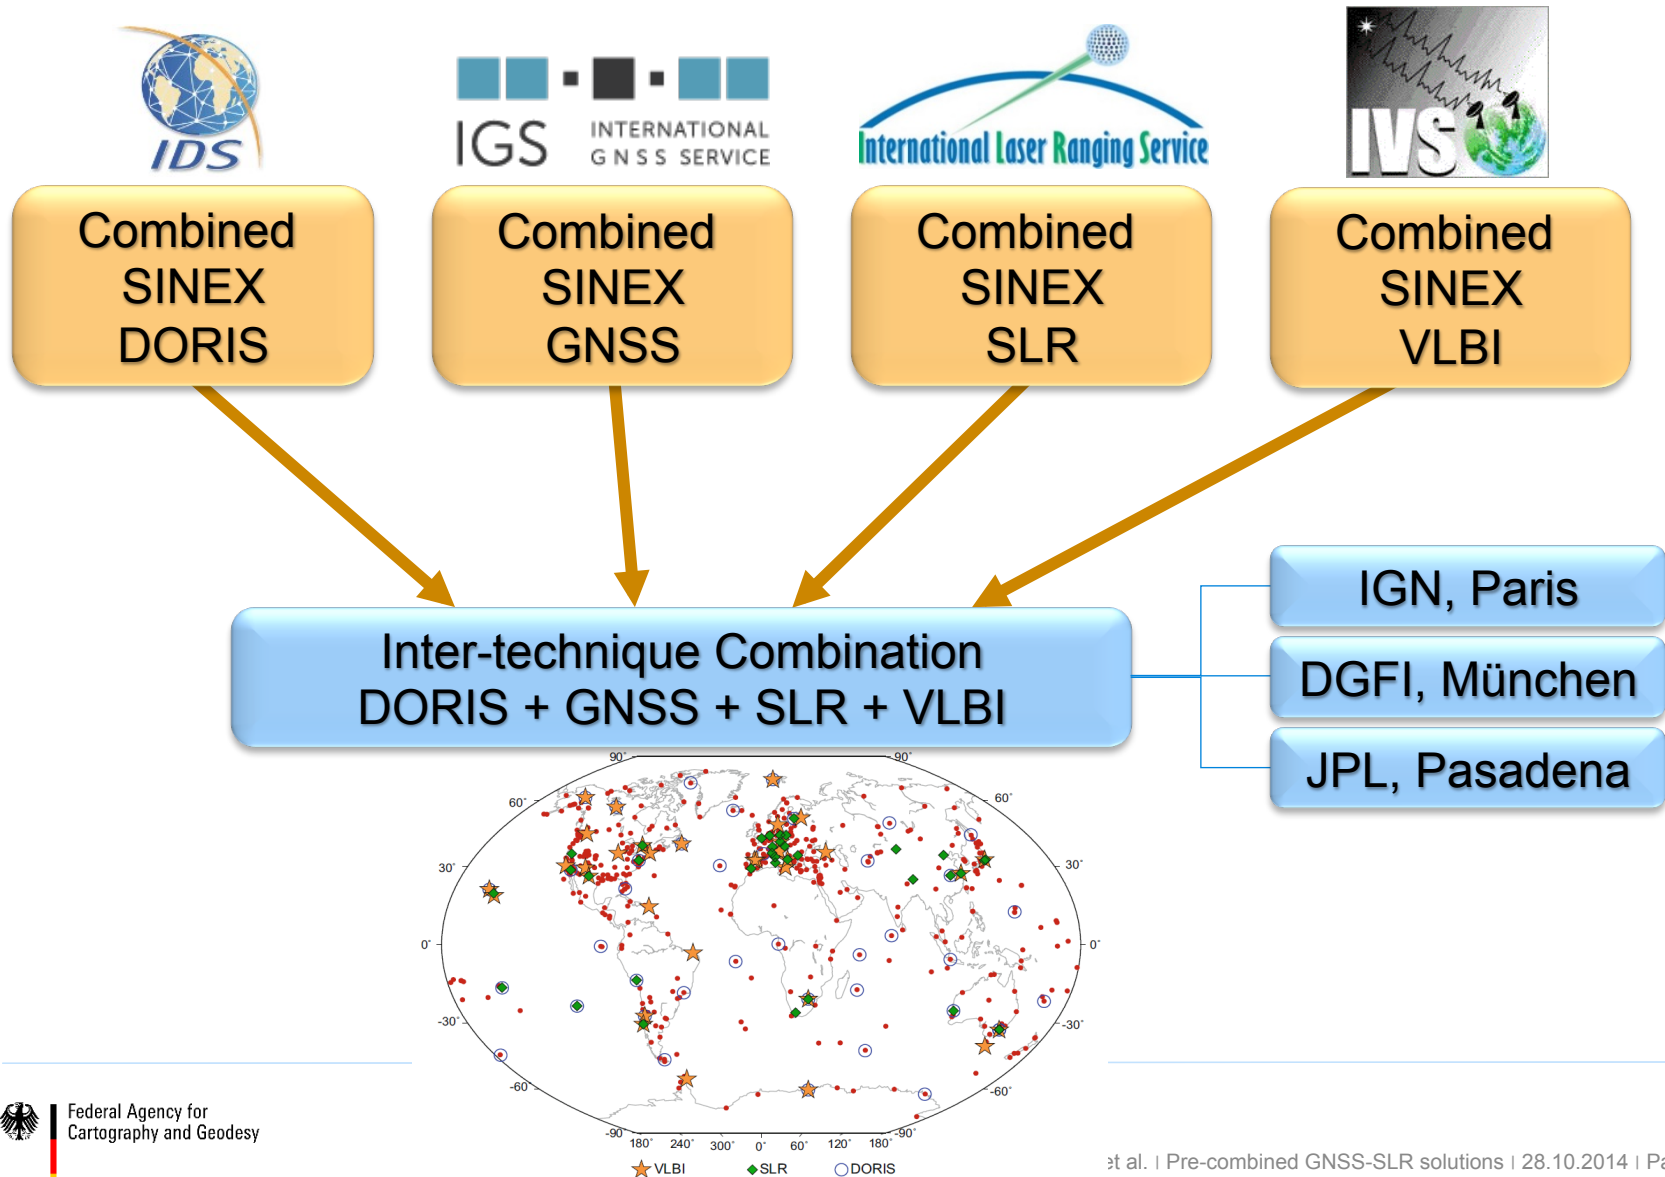 IDS
IGS
INTERNATIONAL
GNSS SERVICE
International Laser Ranging Service
IVS
Combined
SINEX
DORIS
Combined
SINEX
GNSS
Combined
SINEX
SLR
Combined
SINEX
VLBI
Inter-technique Combination
DORIS + GNSS + SLR + VLBI
IGN, Paris
DGFI, München
JPL, Pasadena
90˚ 90˚
60˚ 60˚
30˚ 30˚
0˚ 0˚
-30˚ -30˚
-60˚ -60˚
-90˚ -90˚
180˚ 240˚ 300˚ 0˚ 60˚ 120˚ 180˚
VLBI SLR DORIS
Federal Agency for
Cartography and Geodesy
et al. | Pre-combined GNSS-SLR solutions | 28.10.2014 |